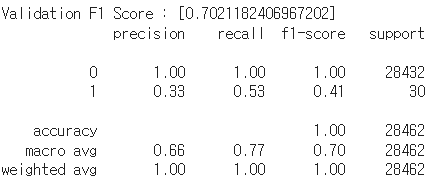 Validation F1 Score : [0.7021182406967202]
precision recall f1-score support
0 1.00 1.00 1.00 28432
1 0.33 0.53 0.41 30
accuracy 1.00 28462
macro avg 0.66 0.77 0.70 28462
weighted avg 1.00 1.00 1.00 28462